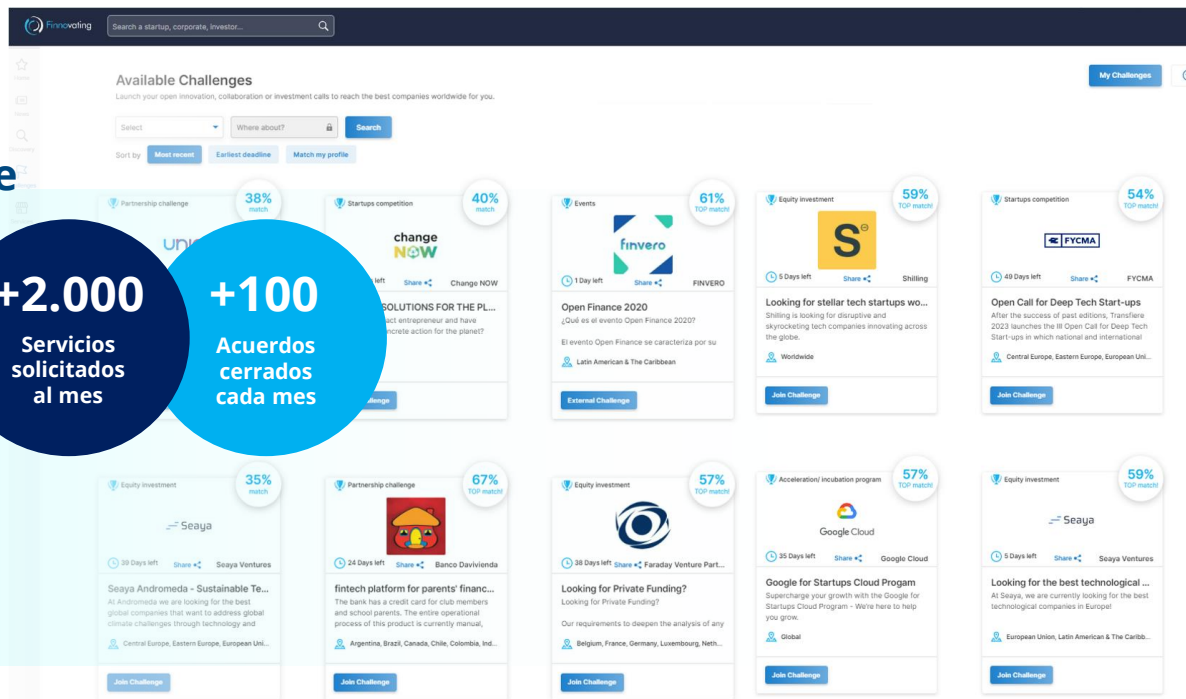 Finnovating
Search a startup, corporate, investor...
Available Challenges
Launch your open innovation, collaboration or investment calls to reach the best companies worldwide for you.
My Challenges
Select
Where about?
Search
Sort by
Most recent
Earliest deadline
Match my profile
e
+2.000
Servicios
solicitados
al mes
+100
Acuerdos
cerrados
cada mes
Partnership challenge
38%
match
Startups competition
40%
match
change
NOW
left
Share
Change NOW
SOLUTIONS FOR THE PL...
act entrepreneur and have
ncrete action for the planet?
Events
61%
TOP match!
finvero
1 Day left
Share
FINVERO
Open Finance 2020
¿Qué es el evento Open Finance 2020?
El evento Open Finance se caracteriza por su
Latin American & The Caribbean
External Challenge
Equity investment
59%
TOP match!
S
5 Days left
Share
Shilling
Looking for stellar tech startups wo...
Shilling is looking for disruptive and
skyrocketing tech companies innovating across
the globe.
Worldwide
Join Challenge
Startups competition
54%
TOP match!
FYCMA
49 Days left
Share
FYCMA
Open Call for Deep Tech Start-ups
After the success of past editions, Transfiere
2023 launches the III Open Call for Deep Tech
Start-ups in which national and international
Central Europe, Eastern Europe, European Uni...
Join Challenge
Equity investment
35%
match
Seaya
39 Days left
Share
Seaya Ventures
Seaya Andromeda - Sustainable Te...
At Andromeda we are looking for the best
global companies that want to address global
climate challenges through technology and
Central Europe, Eastern Europe, European Uni...
Join Challenge
Partnership challenge
67%
TOP match!
24 Days left
Share
Banco Davivienda
fintech platform for parents' financ...
The bank has a credit card for club members
and school parents. The entire operational
process of this product is currently manual,
Argentina, Brazil, Canada, Chile, Colombia, Ind...
Join Challenge
Equity investment
57%
TOP match!
38 Days left
Share
Faraday Venture Part...
Looking for Private Funding?
Looking for Private Funding?
Our requirements to deepen the analysis of any
Belgium, France, Germany, Luxembourg, Neth...
Join Challenge
Acceleration/ incubation program
57%
TOP match!
Google Cloud
35 Days left
Share
Google Cloud
Google for Startups Cloud Progam
Supercharge your growth with the Google for
Startups Cloud Program - We're here to help
you grow.
Global
Join Challenge
Equity investment
59%
TOP match!
Seaya
5 Days left
Share
Seaya Ventures
Looking for the best technological ...
At Seaya, we are currently looking for the best
technological companies in Europe!
European Union, Latin American & The Caribb...
Join Challenge